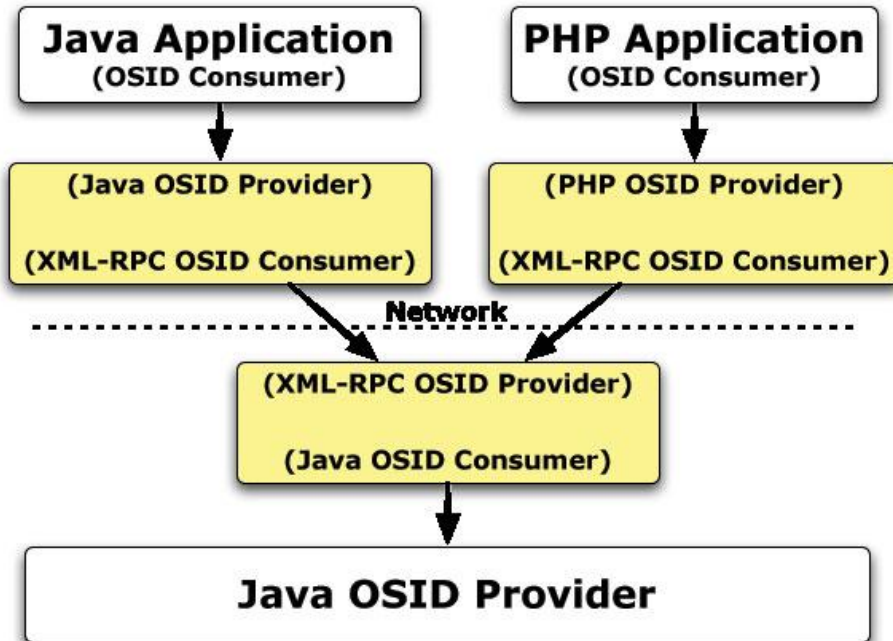 Java Application
(OSID Consumer)
PHP Application
(OSID Consumer)
(Java OSID Provider)
(XML-RPC OSID Consumer)
(PHP OSID Provider)
(XML-RPC OSID Consumer)
Network
(XML-RPC OSID Provider)
(Java OSID Consumer)
Java OSID Provider